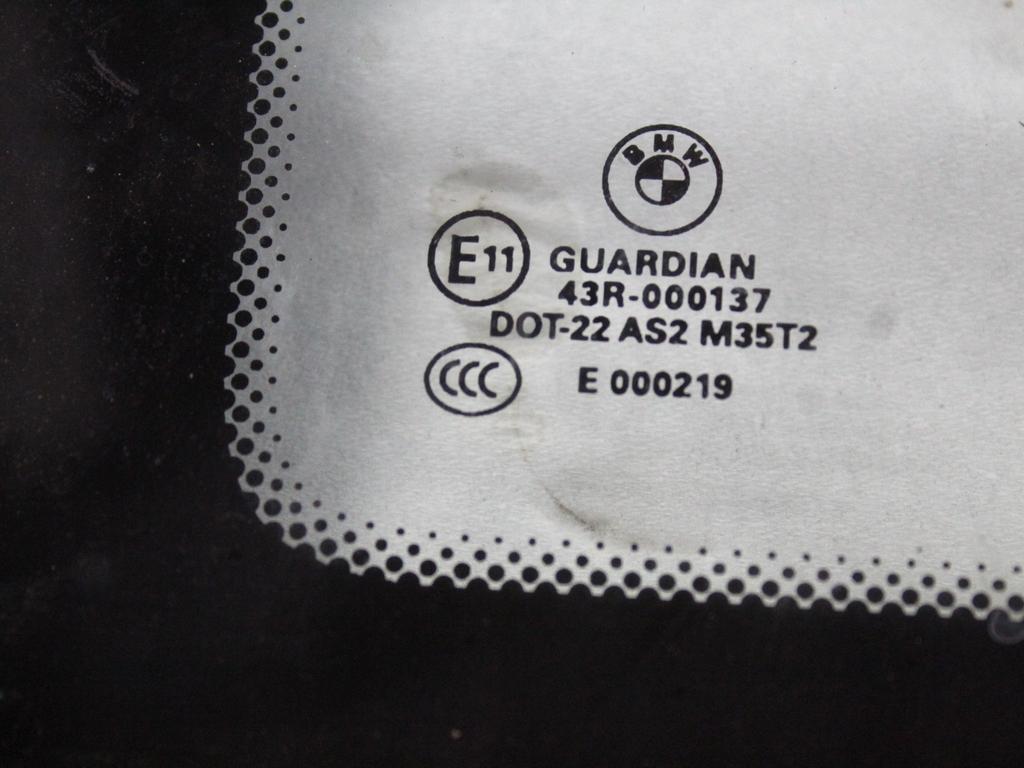 BMW
E11 GUARDIAN
43R-000137
DOT-22 AS2 M35T2
CCC E 000219